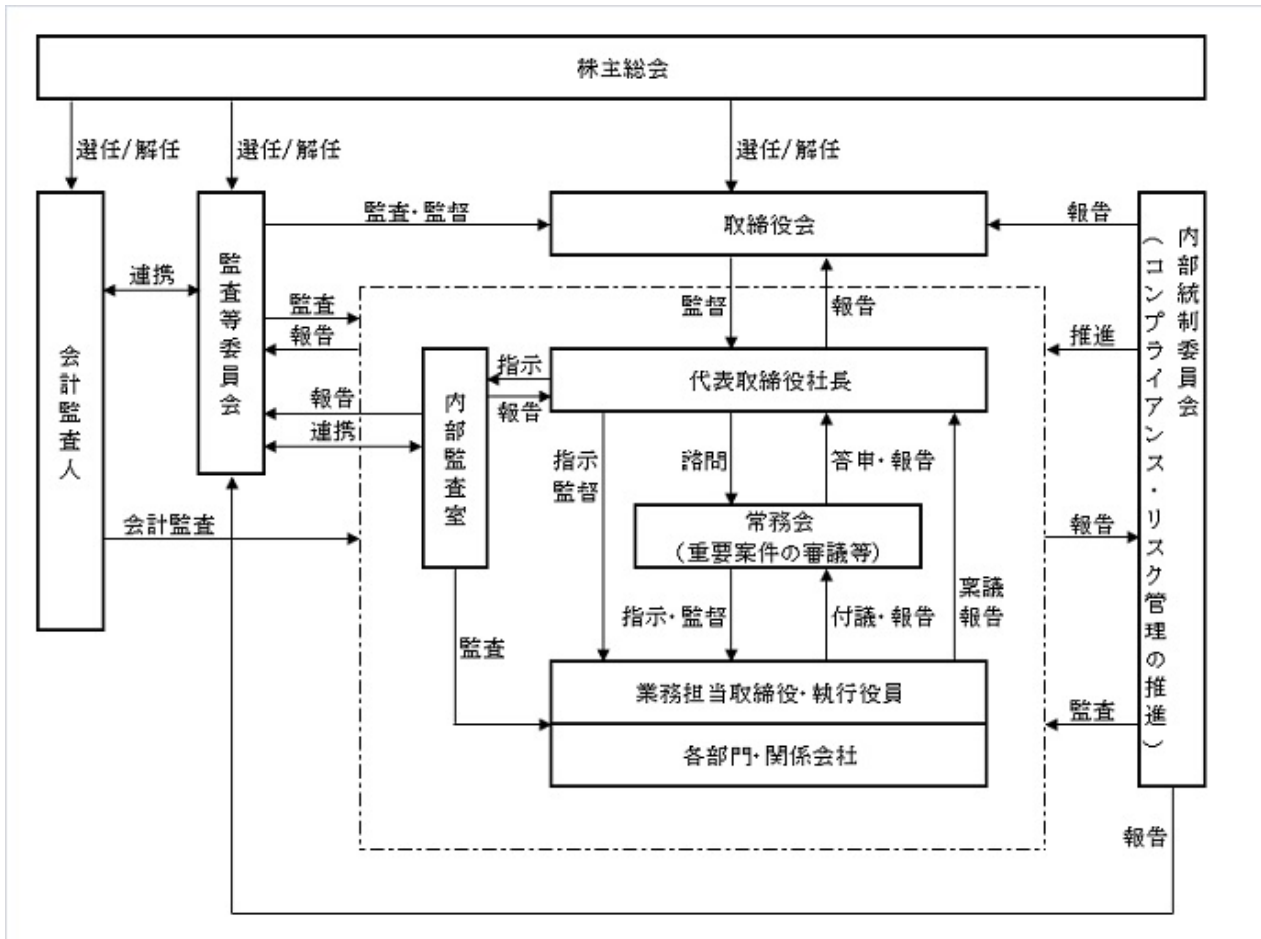 株主総会
選任/解任
選任/解任
選任/解任
会計監査人
監査等委員会
監査・監督
取締役会
報告
内部統制委員会
(コンプライアンス・リスク管理の推進)
連携
監査
報告
監督
報告
推進
内部監査室
指示
報告
代表取締役社長
報告
連携
指示
監督
諮問
答申・報告
稟議
報告
常務会
(重要案件の審議等)
会計監査
報告
指示・監督
付議・報告
監査
業務担当取締役・執行役員
各部門・関係会社
監査
報告